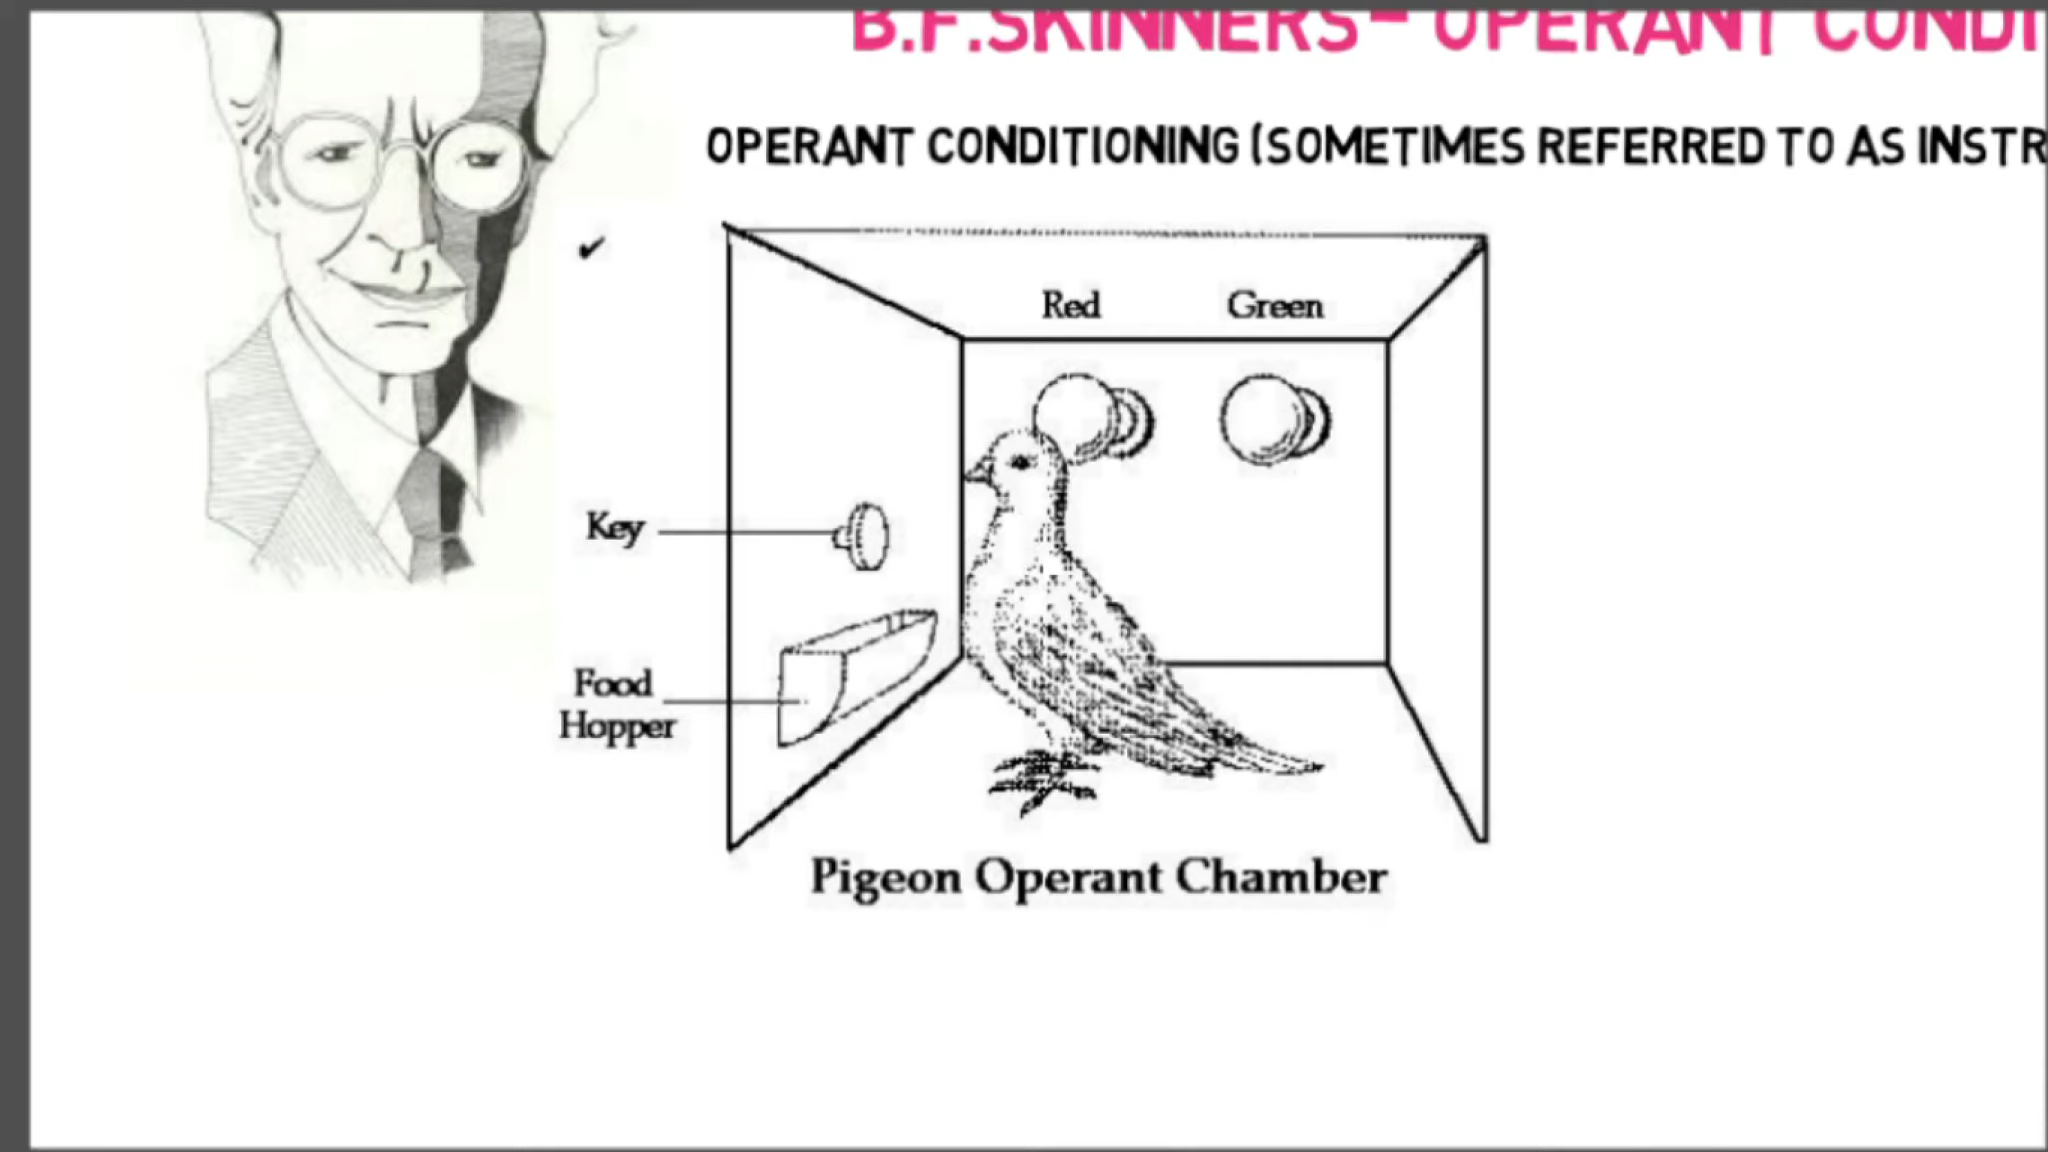 B.F.SKINNERS - OPERANT CONDI
OPERANT CONDITIONING (SOMETIMES REFERRED TO AS INSTR
Red Green
Key
Food
Hopper
Pigeon Operant Chamber